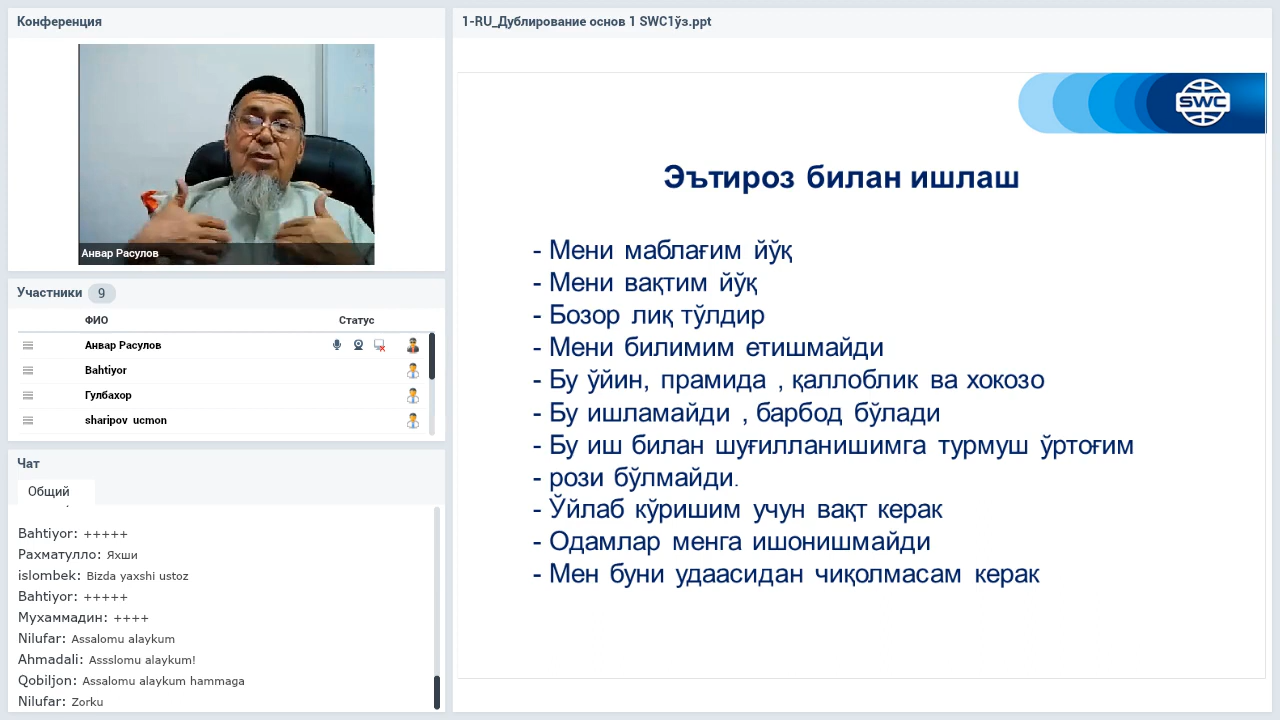 Конференция
Анвар Расулов
Участники 9
ФИО Статус
Анвар Расулов
Bahtiyor
Гулбахор
sharipov ucmon
Чат
Общий
Bahtiyor: +++++
Рахматулло: Яхши
islombek: Bizda yaxshi ustoz
Bahtiyor: +++++
Мухаммадин: ++++
Nilufar: Assalomu alaykum
Ahmadali: Assslomu alaykum!
Qobiljon: Assalomu alaykum hammaga
Nilufar: Zorku
1-RU_Дублирование основ 1 SWC1ўз.ppt
SWC
Эътироз билан ишлаш
- Мени маблағим йўқ
- Мени вақтим йўқ
- Бозор лиқ тўлдир
- Мени билимим етишмайди
- Бу ўйин, прамида , қаллоблик ва хокозо
- Бу ишламайди , барбод бўлади
- Бу иш билан шуғилланишимга турмуш ўртоғим
- рози бўлмайди.
- Ўйлаб кўришим учун вақт керак
- Одамлар менга ишонишмайди
- Мен буни удаасидан чиқолмасам керак